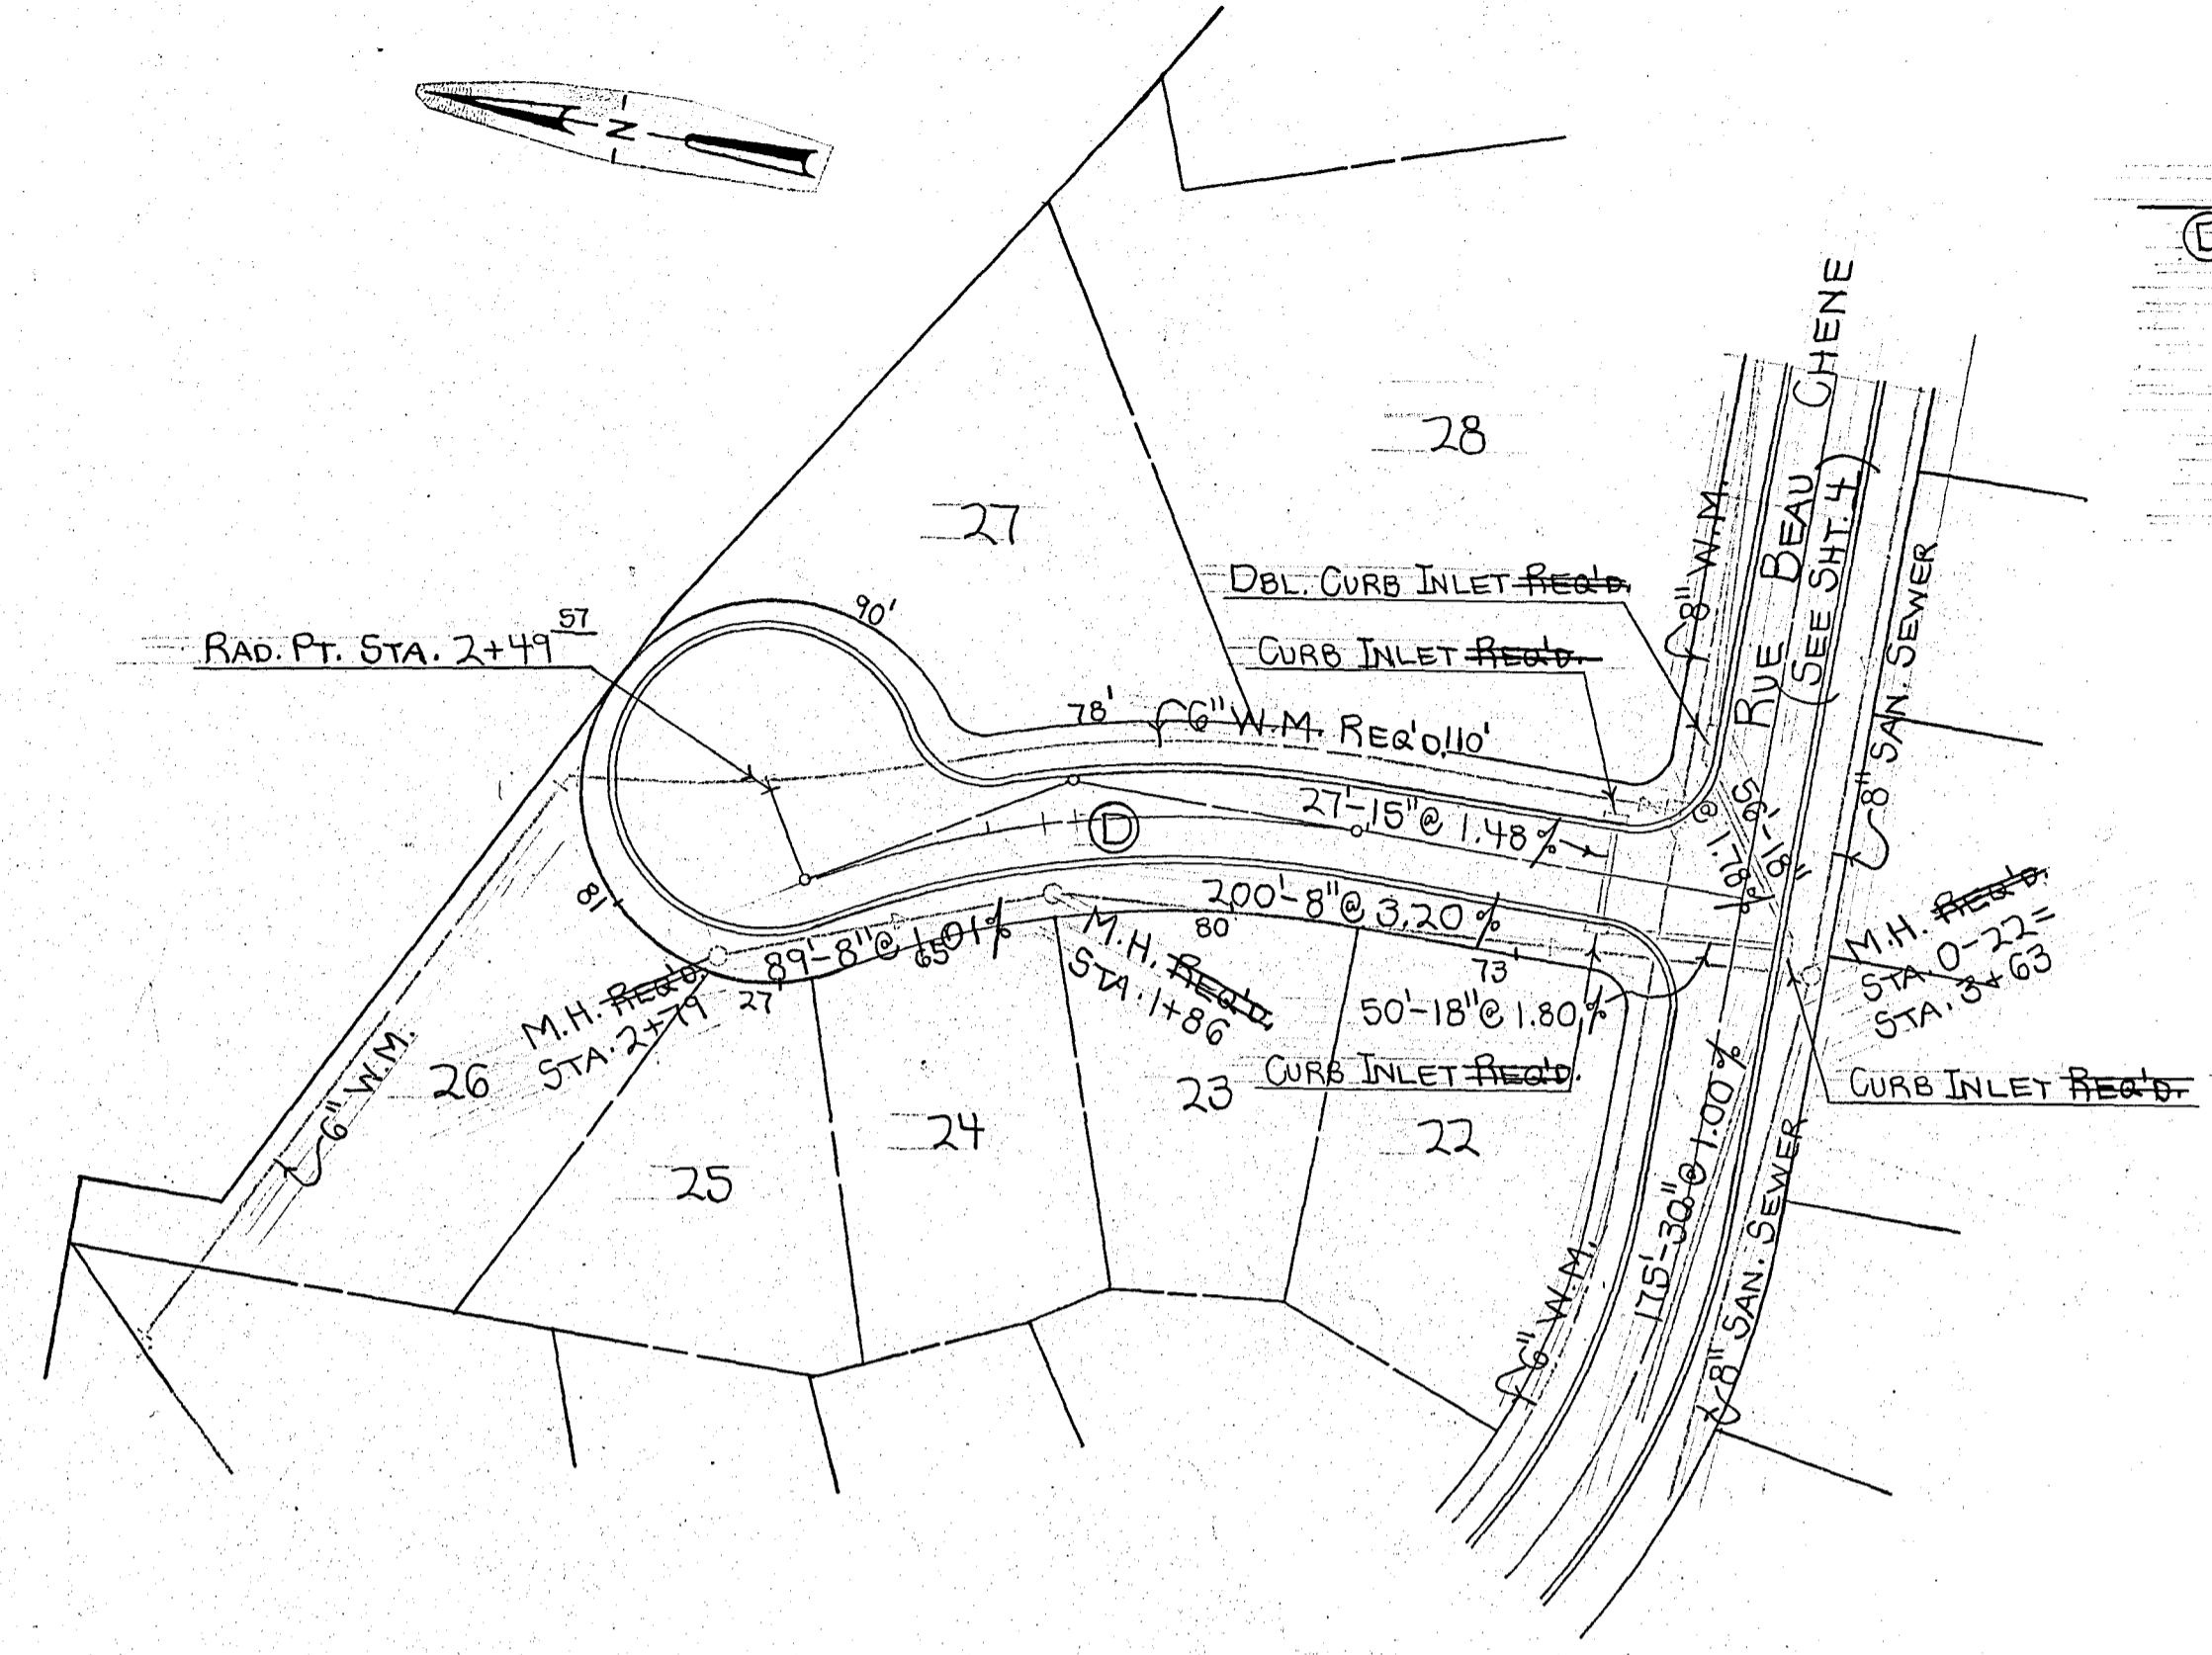 N
RUE BEAU CHENE
(SEE SHT. 4)
28
27
8" W.M.
8" SAN. SEWER
DBL. CURB INLET REQ'D.
CURB INLET REQ'D.
RAD. PT. STA. 2+49 57
90'
78'
6" W.M. REQ'D. 110'
D
D
27'-15" @ 1.48%
56'-18" @ 1.78%
200'-8" @ 3.20%
80
73'
89'-8" @ 1.01%
65'
81
27'
M.H. REQ'D.
STA. 2+79
M.H. REQ'D.
STA. 1+86
M.H. REQ'D.
STA. 0-22=
STA. 3+63
50'-18" @ 1.80%
CURB INLET REQ'D.
CURB INLET REQ'D.
26
25
24
23
22
6" W.M.
6" W.M.
175'-30" @ 1.00%
8" SAN. SEWER